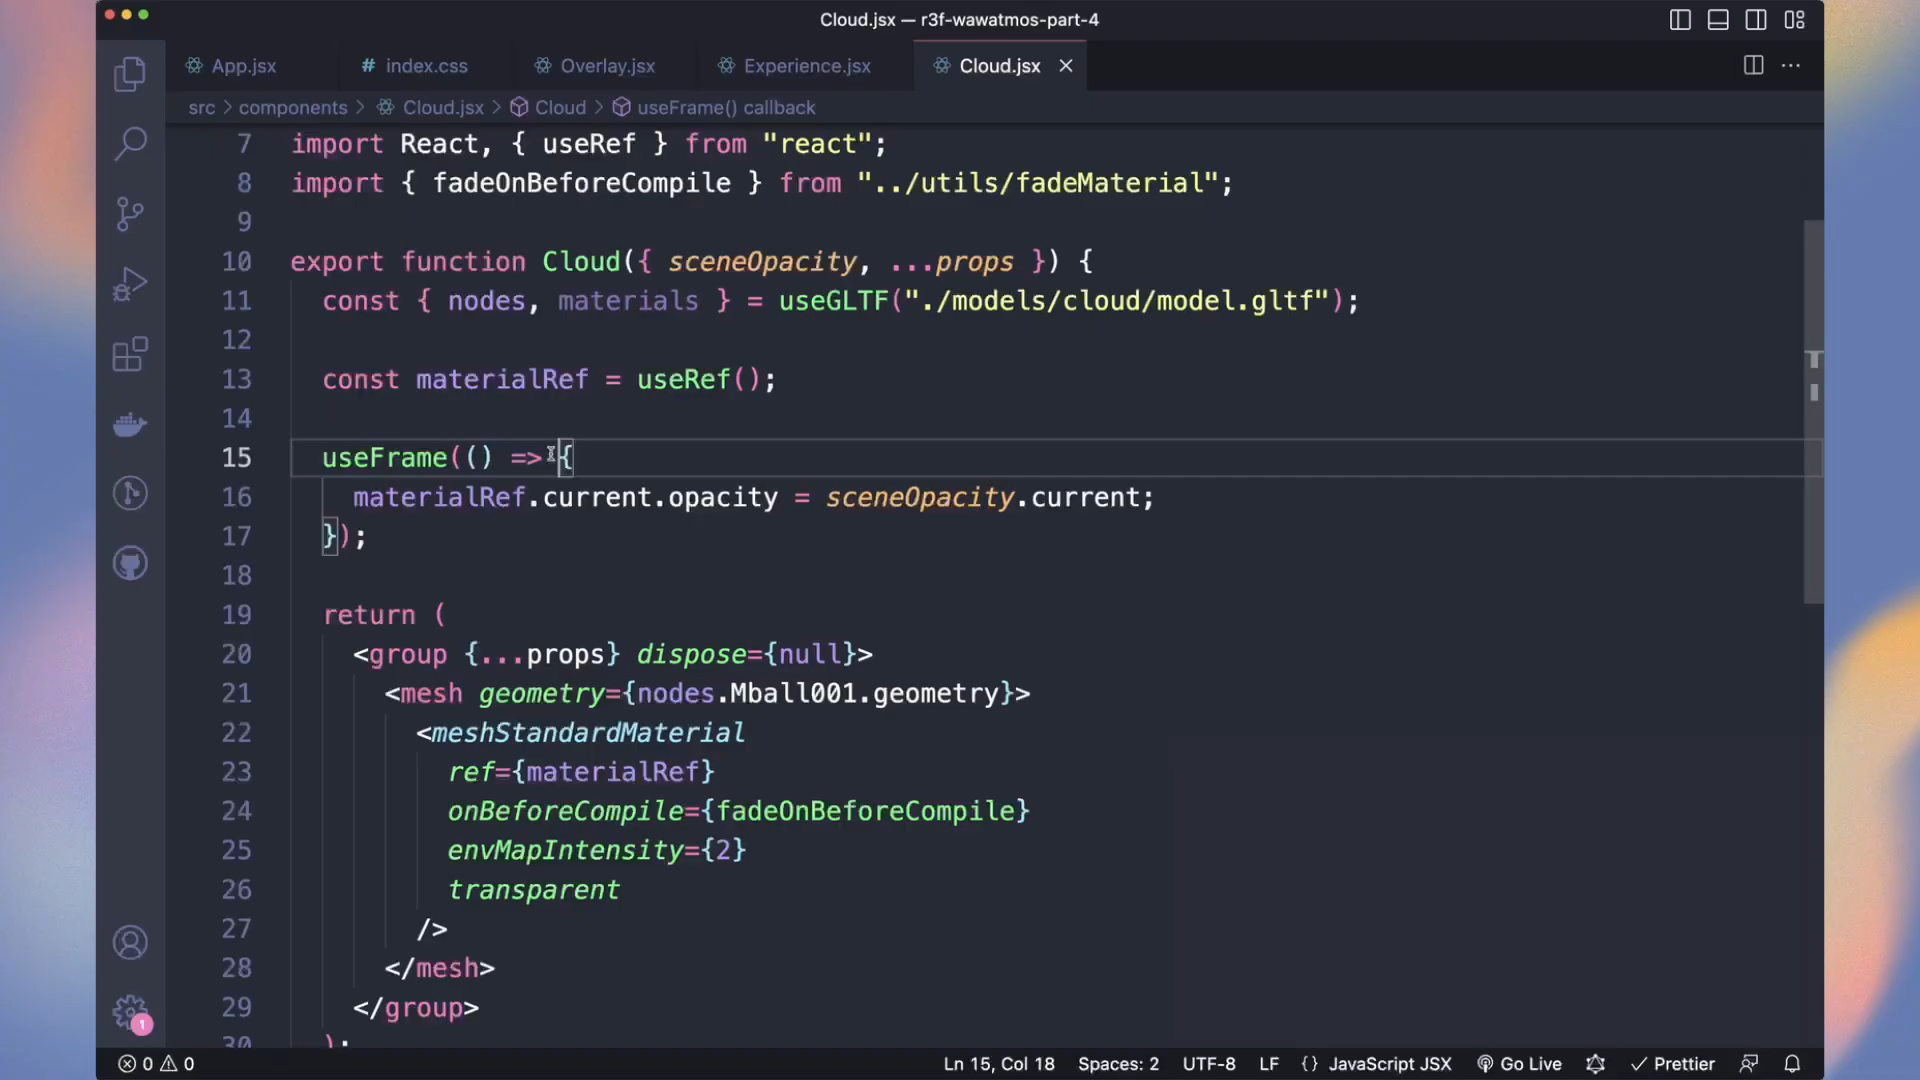 Cloud.jsx — r3f-wawatmos-part-4
App.jsx
# index.css
Overlay.jsx
Experience.jsx
Cloud.jsx
src > components > Cloud.jsx > Cloud > useFrame() callback
7 import React, { useRef } from "react";
8 import { fadeOnBeforeCompile } from "../utils/fadeMaterial";
9
10 export function Cloud({ sceneOpacity, ...props }) {
11 const { nodes, materials } = useGLTF("./models/cloud/model.gltf");
12
13 const materialRef = useRef();
14
15 useFrame(() => {
16 materialRef.current.opacity = sceneOpacity.current;
17 });
18
19 return (
20 <group {...props} dispose={null}>
21 <mesh geometry={nodes.Mball001.geometry}>
22 <meshStandardMaterial
23 ref={materialRef}
24 onBeforeCompile={fadeOnBeforeCompile}
25 envMapIntensity={2}
26 transparent
27 />
28 </mesh>
29 </group>
30 );
1
0 0 Ln 15, Col 18 Spaces: 2 UTF-8 LF {} JavaScript JSX Go Live Prettier